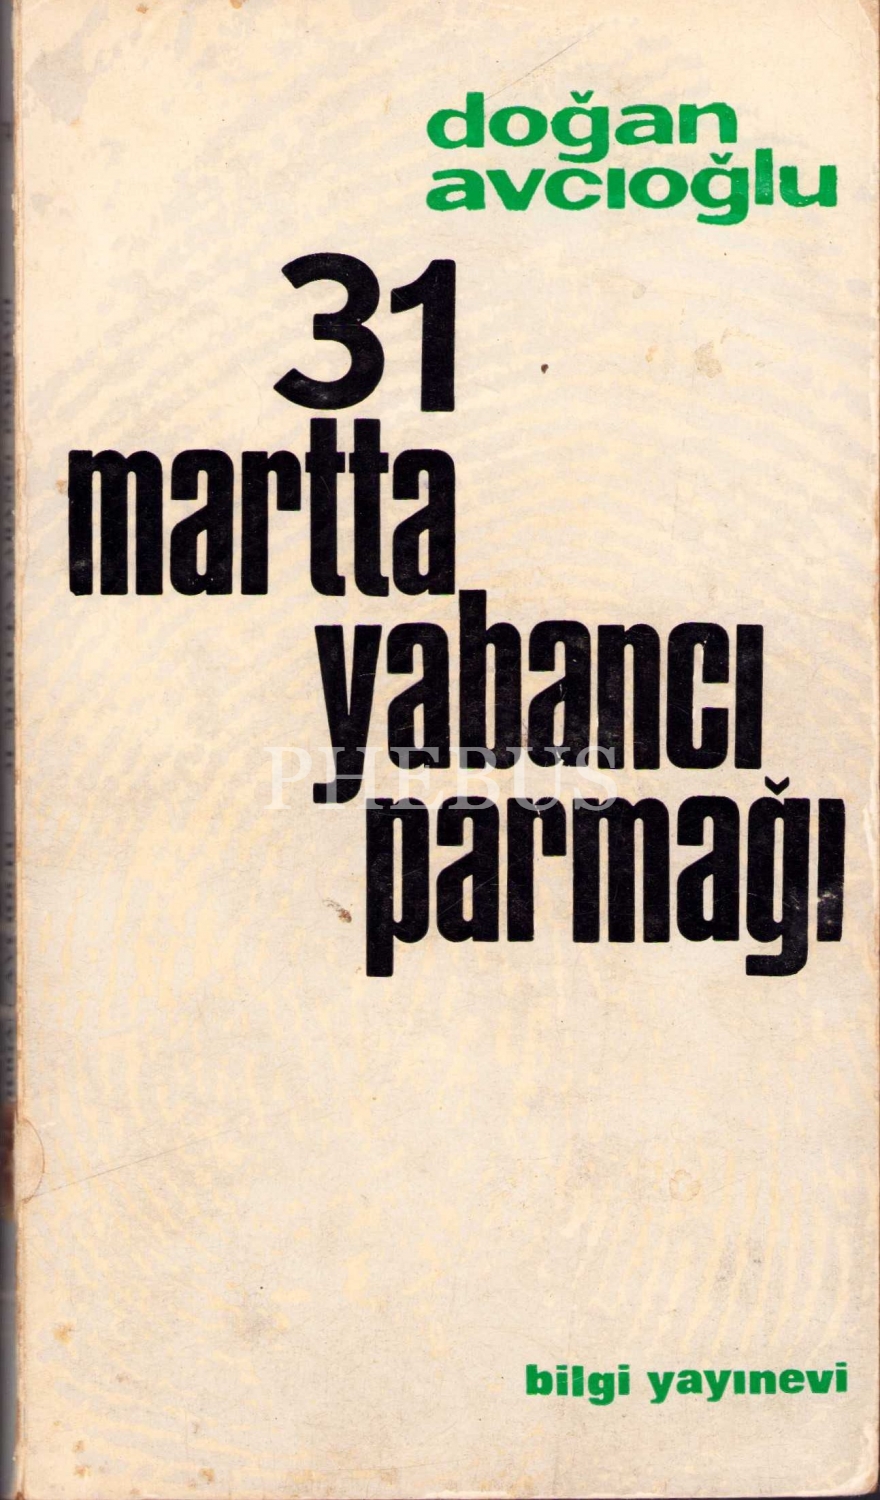 doğan
avcıoğlu
31
martta
yabancı
parmağı
PHEBUS
bilgi yayınevi